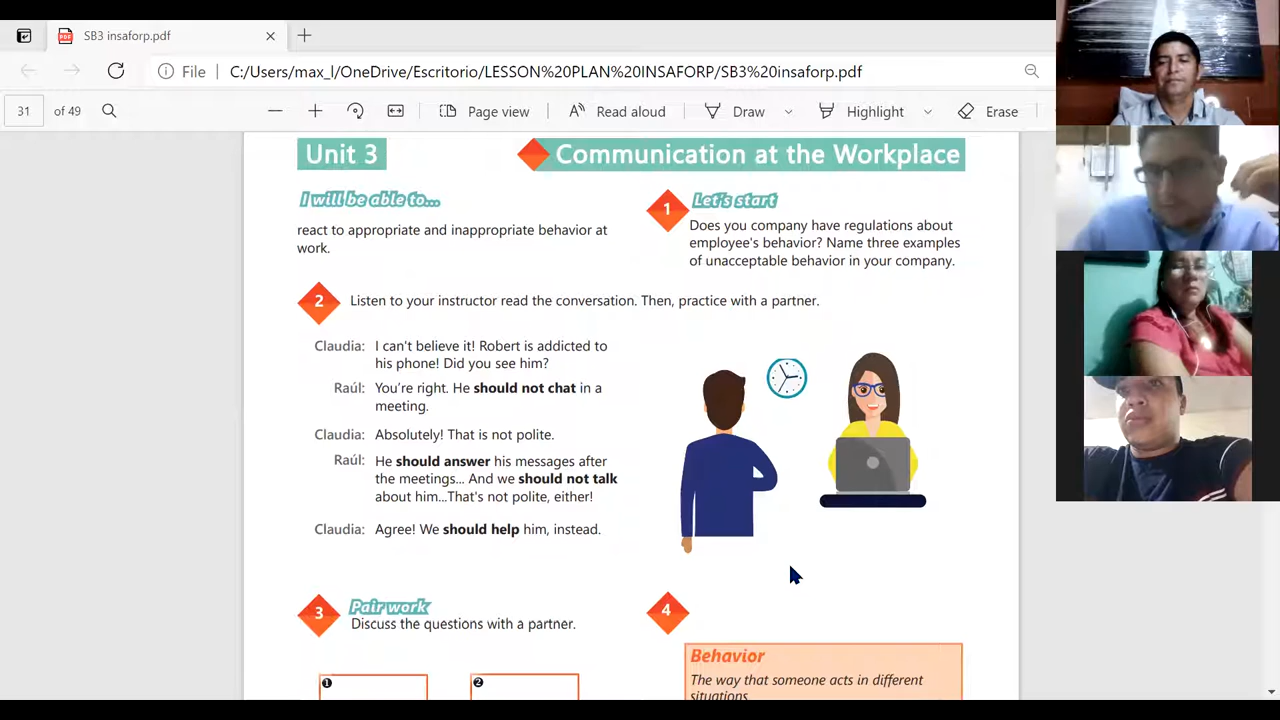 SB3 insaforp.pdf
File
C:/Users/max_l/OneDrive/Escritorio/LESSON%20PLAN%20INSAFORP/SB3%20insaforp.pdf
31 of 49
Page view
Read aloud
Draw
Highlight
Erase
Unit 3
Communication at the Workplace
I will be able to...
react to appropriate and inappropriate behavior at
work.
1
Let's start
Does you company have regulations about
employee's behavior? Name three examples
of unacceptable behavior in your company.
2
Listen to your instructor read the conversation. Then, practice with a partner.
Claudia: I can't believe it! Robert is addicted to
his phone! Did you see him?
Raúl: You're right. He should not chat in a
meeting.
Claudia: Absolutely! That is not polite.
Raúl: He should answer his messages after
the meetings... And we should not talk
about him...That's not polite, either!
Claudia: Agree! We should help him, instead.
3
Pair work
Discuss the questions with a partner.
1
2
4
Behavior
The way that someone acts in different
situations